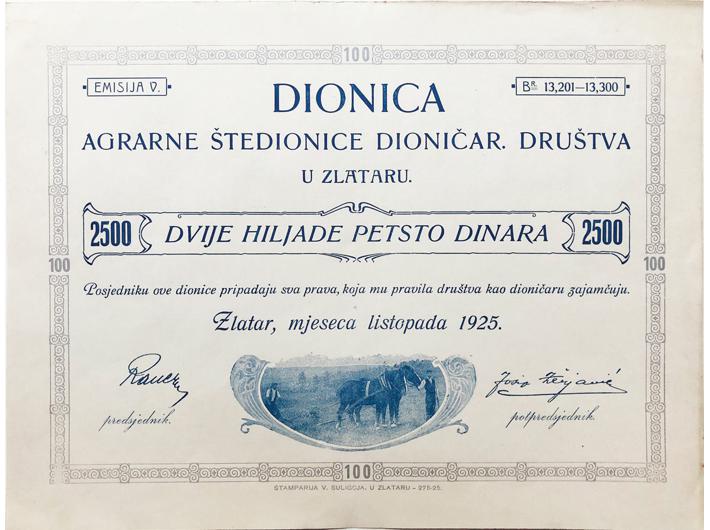 100
EMISIJA V.
BR. 13,201—13,300
DIONICA
AGRARNE ŠTEDIONICE DIONIČAR. DRUŠTVA
U ZLATARU.
2500 DVIJE HILJADE PETSTO DINARA 2500
100 100
Posjedniku ove dionice pripadaju sva prava, koja mu pravila društva kao dioničaru zajamčuju.
Zlatar, mjeseca listopada 1925.
predsjednik.
potpredsjednik.
100
ŠTAMPARIJA V. SULIGOJA, U ZLATARU - 275-25.